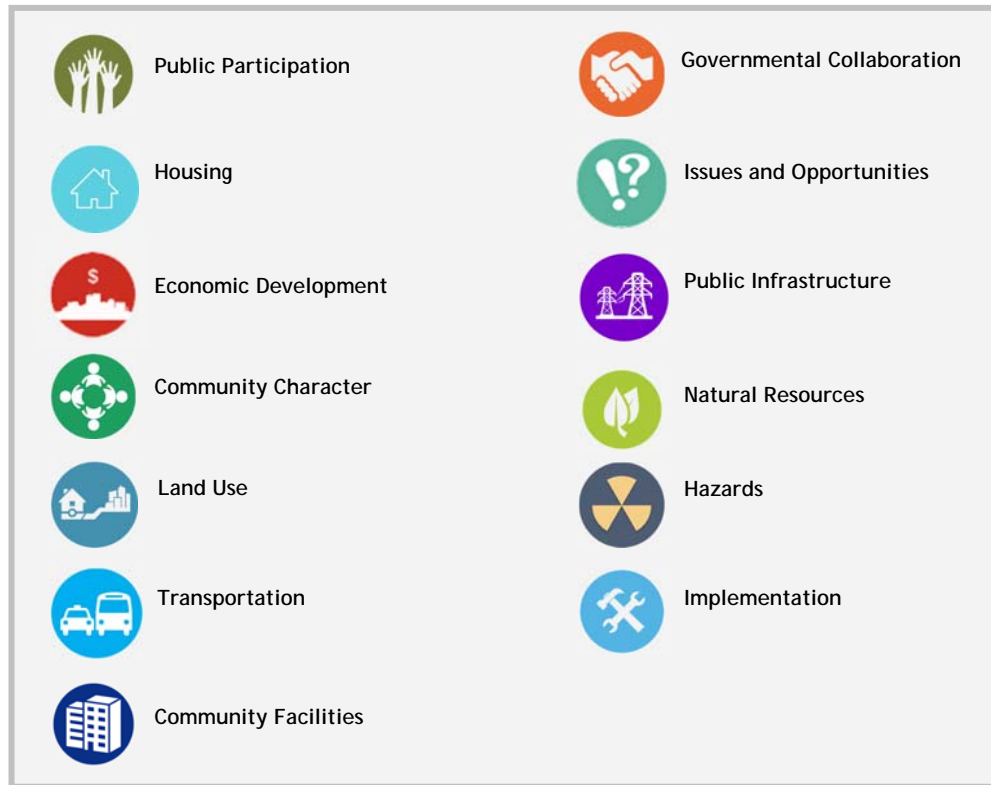 Public Participation
Housing
$
Economic Development
Community Character
Land Use
Transportation
Community Facilities
Governmental Collaboration
!?
Issues and Opportunities
Public Infrastructure
Natural Resources
Hazards
Implementation